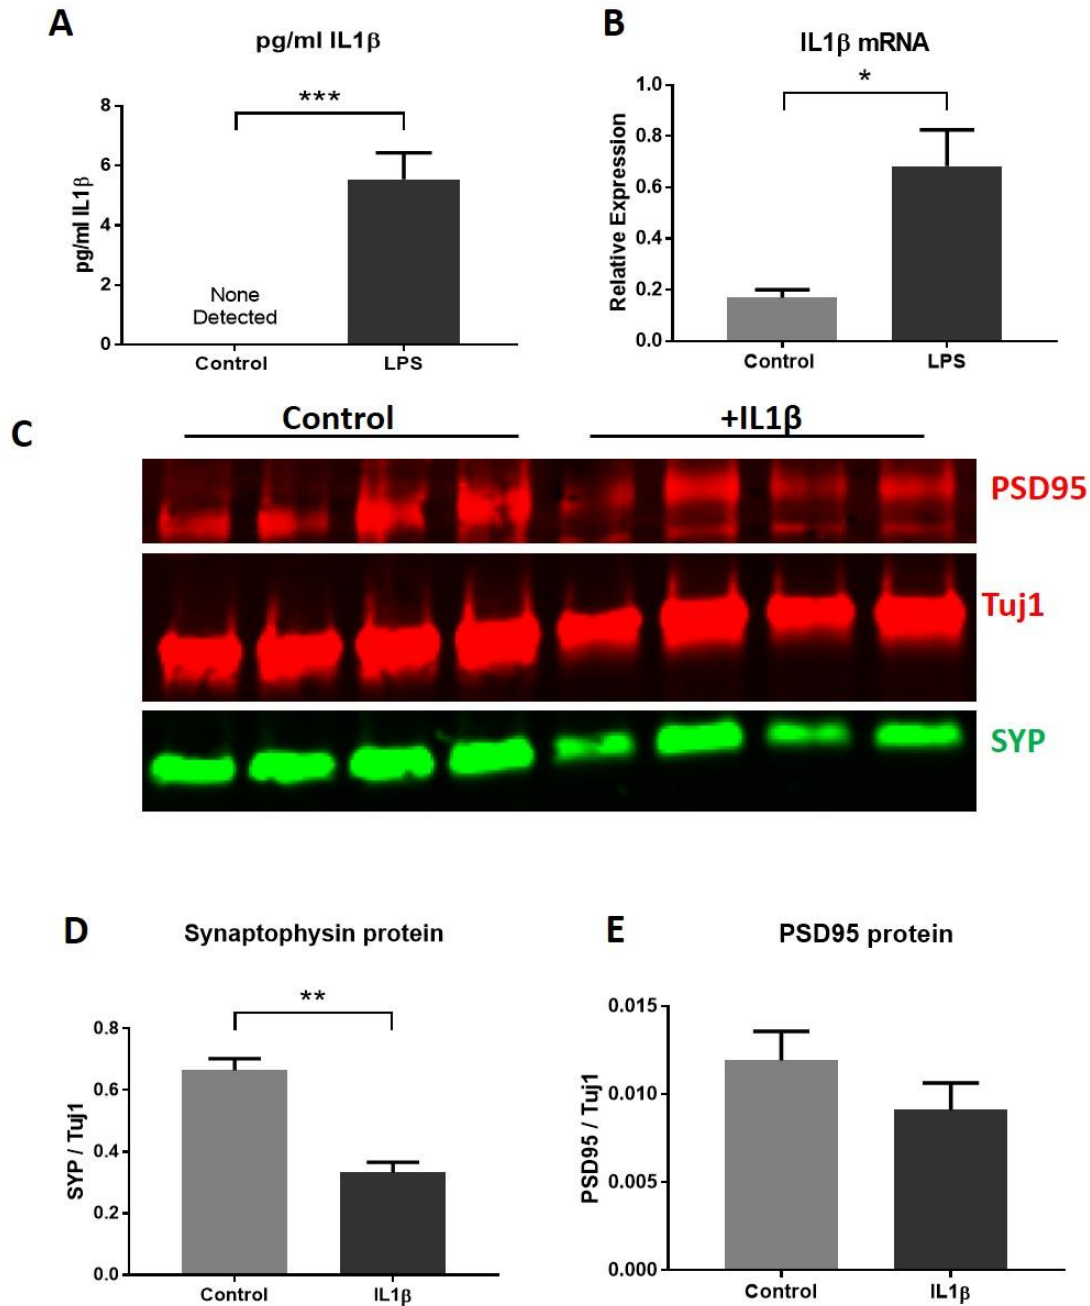 A
pg/ml IL1β
***
8
6
4
2
0
pg/ml IL1β
None
Detected
Control
LPS
B
IL1β mRNA
*
1.0
0.8
0.6
0.4
0.2
0.0
Relative Expression
Control
LPS
C
Control
+IL1β
PSD95
Tuj1
SYP
D
Synaptophysin protein
**
0.8
0.6
0.4
0.2
0.0
SYP / Tuj1
Control
IL1β
E
PSD95 protein
0.015
0.010
0.005
0.000
PSD95 / Tuj1
Control
IL1β